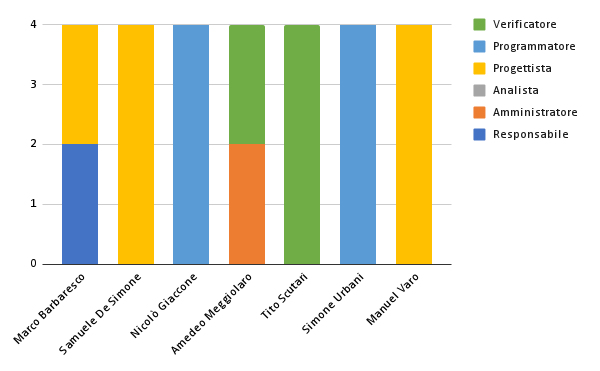 4
3
2
1
0
Marco Barbaresco
Samuele De Simone
Nicolò Giaccone
Amedeo Meggiolaro
Tito Scutari
Simone Urbani
Manuel Varo
Verificatore
Programmatore
Progettista
Analista
Amministratore
Responsabile